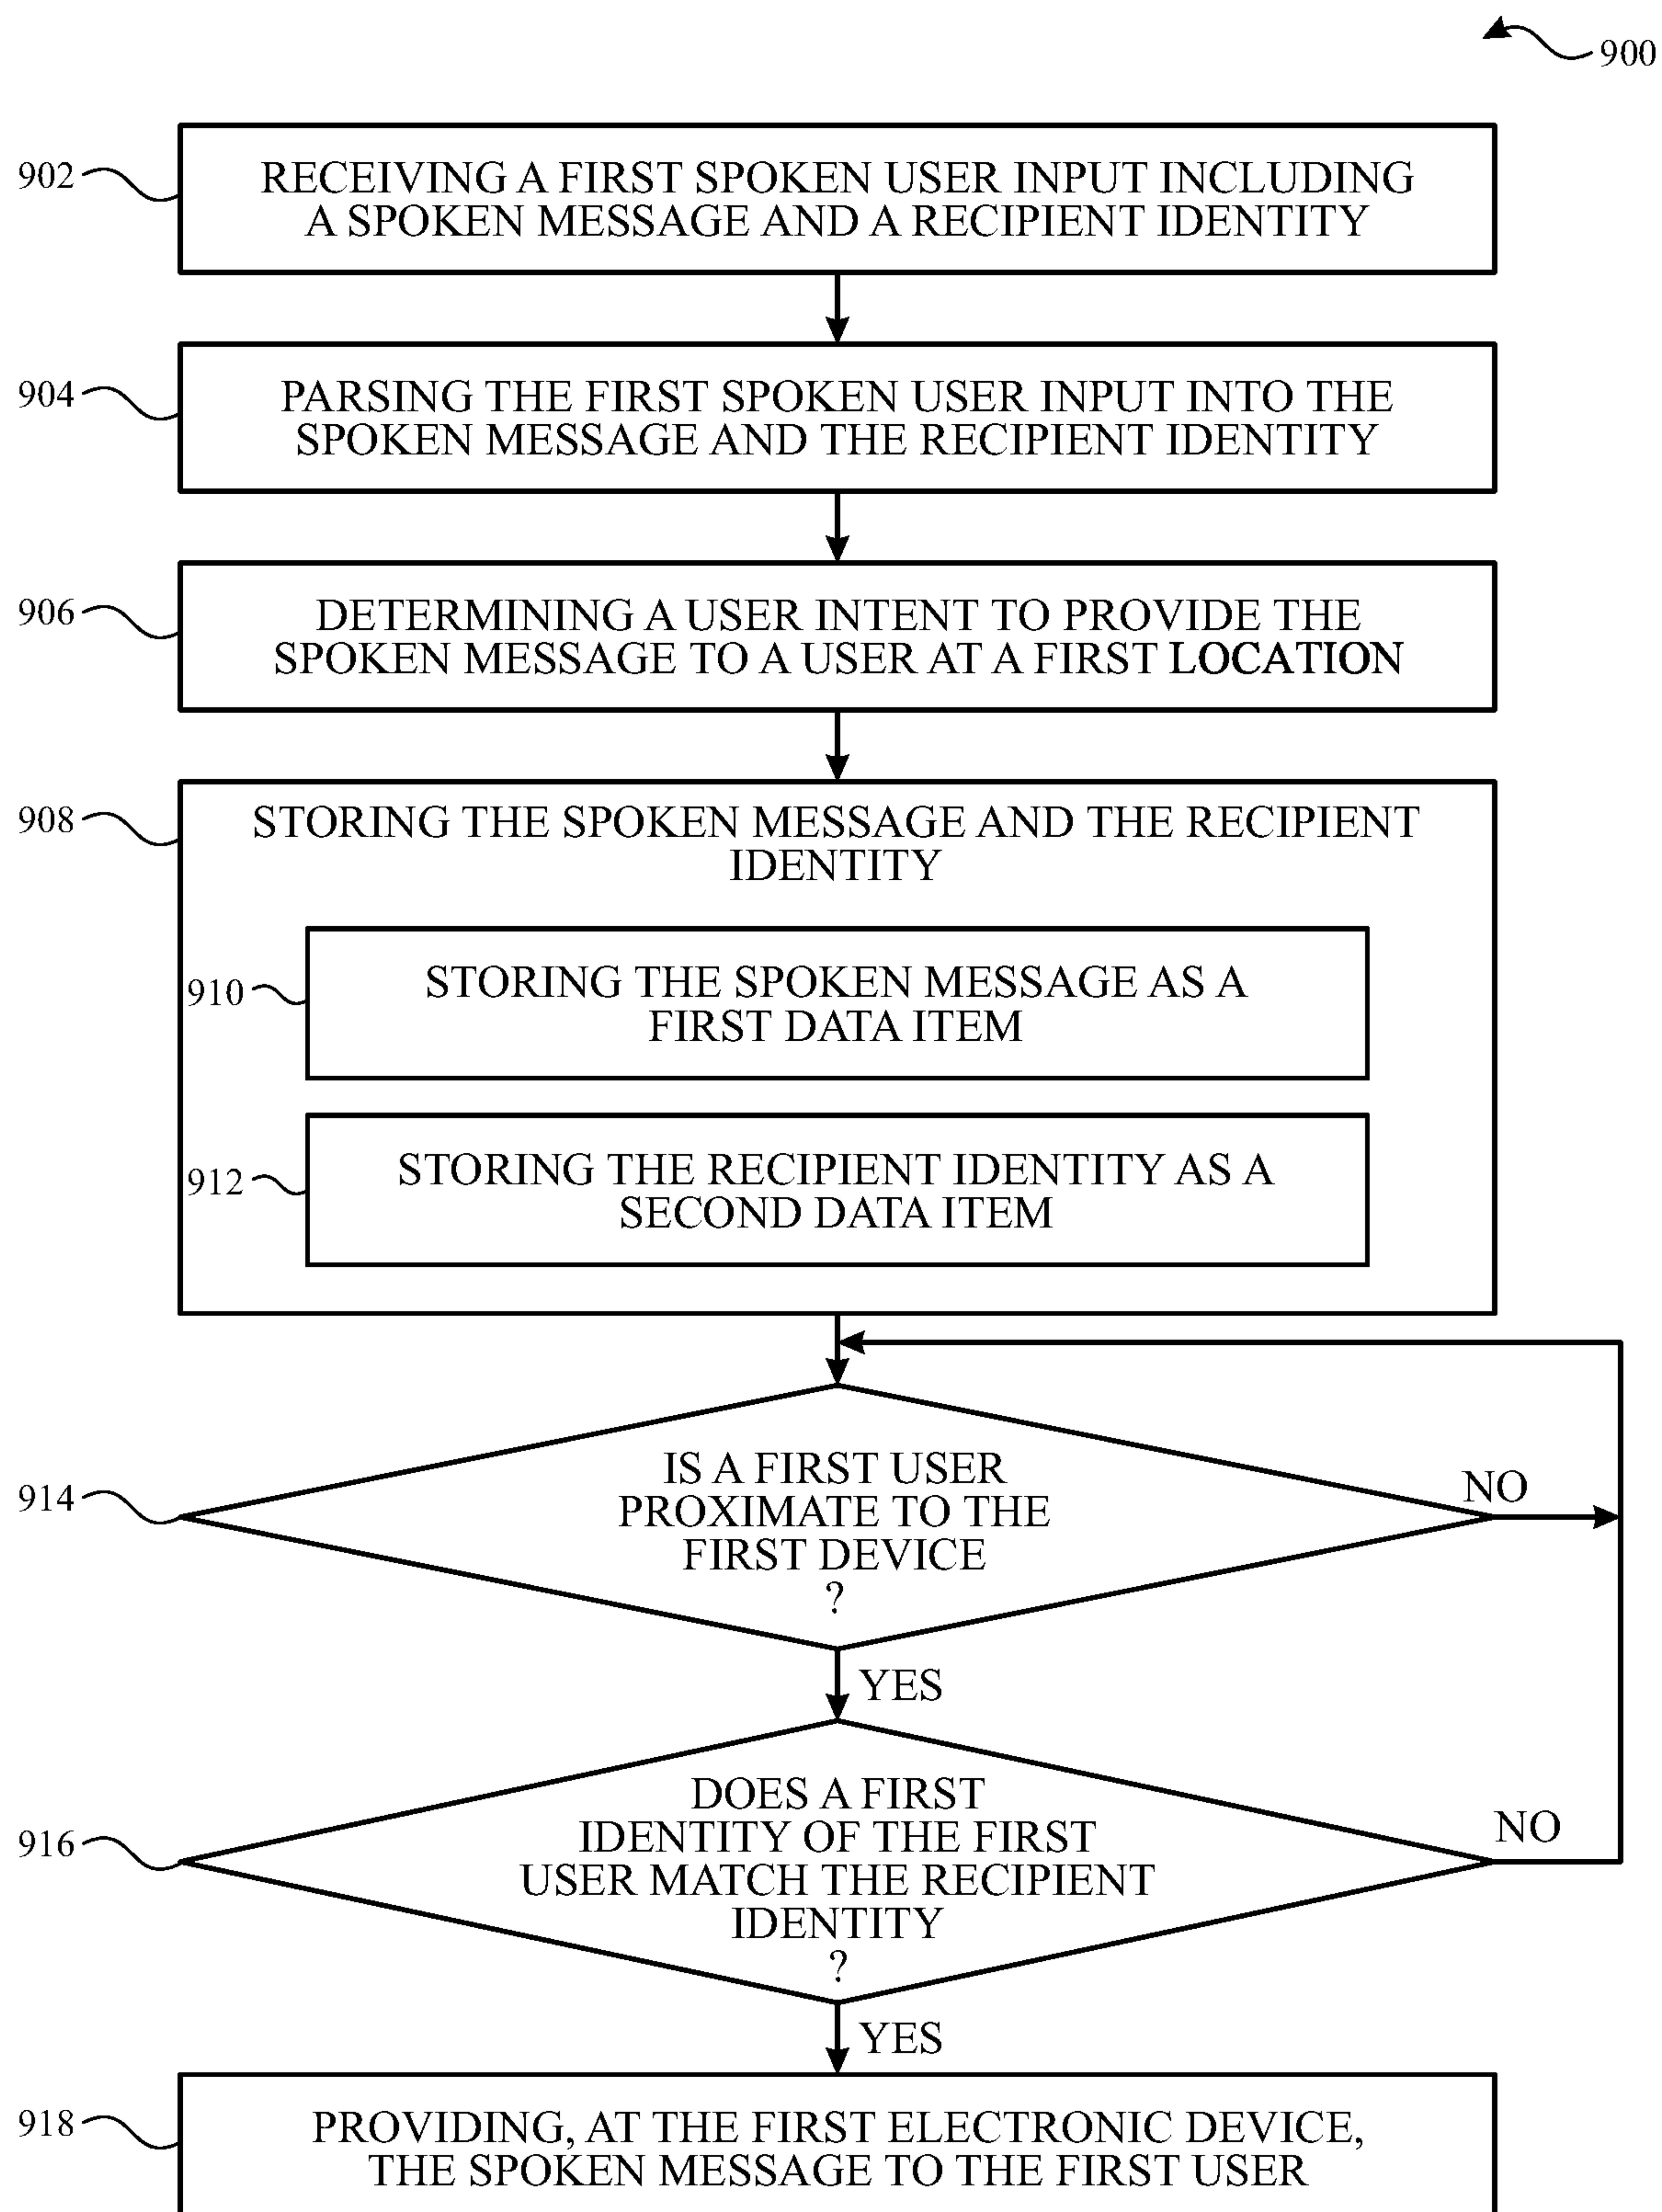 900
902
RECEIVING A FIRST SPOKEN USER INPUT INCLUDING
A SPOKEN MESSAGE AND A RECIPIENT IDENTITY
904
PARSING THE FIRST SPOKEN USER INPUT INTO THE
SPOKEN MESSAGE AND THE RECIPIENT IDENTITY
906
DETERMINING A USER INTENT TO PROVIDE THE
SPOKEN MESSAGE TO A USER AT A FIRST LOCATION
908
STORING THE SPOKEN MESSAGE AND THE RECIPIENT
IDENTITY
910
STORING THE SPOKEN MESSAGE AS A
FIRST DATA ITEM
912
STORING THE RECIPIENT IDENTITY AS A
SECOND DATA ITEM
914
IS A FIRST USER
PROXIMATE TO THE
FIRST DEVICE
?
NO
YES
916
DOES A FIRST
IDENTITY OF THE FIRST
USER MATCH THE RECIPIENT
IDENTITY
?
NO
YES
918
PROVIDING, AT THE FIRST ELECTRONIC DEVICE,
THE SPOKEN MESSAGE TO THE FIRST USER